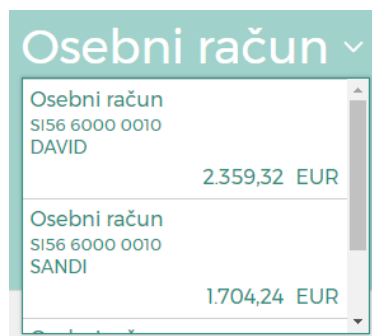 Osebni račun
Osebni račun
SI56 6000 0010
DAVID
2.359,32 EUR
Osebni račun
SI56 6000 0010
SANDI
1.704,24 EUR